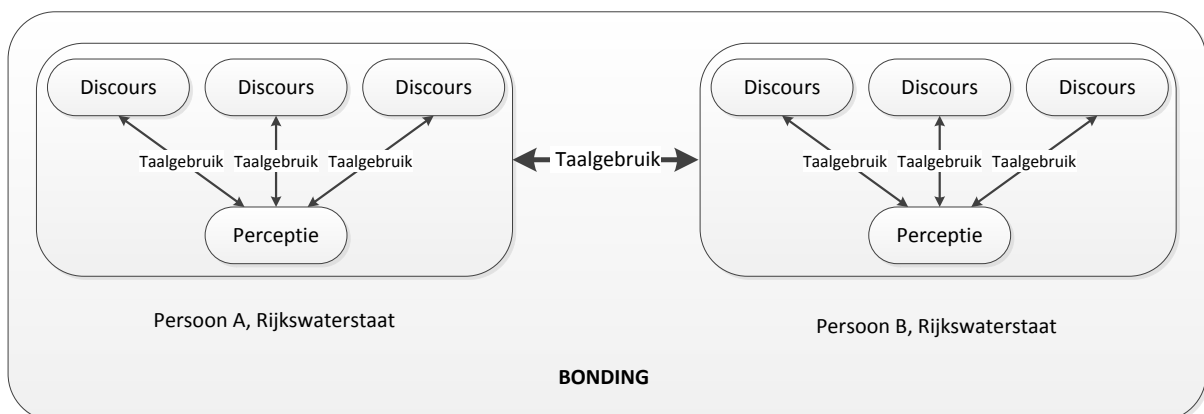 Discours Discours Discours Discours Discours Discours
Taalgebruik Taalgebruik Taalgebruik Taalgebruik Taalgebruik Taalgebruik Taalgebruik
Perceptie Perceptie
Persoon A, Rijkswaterstaat Persoon B, Rijkswaterstaat
BONDING